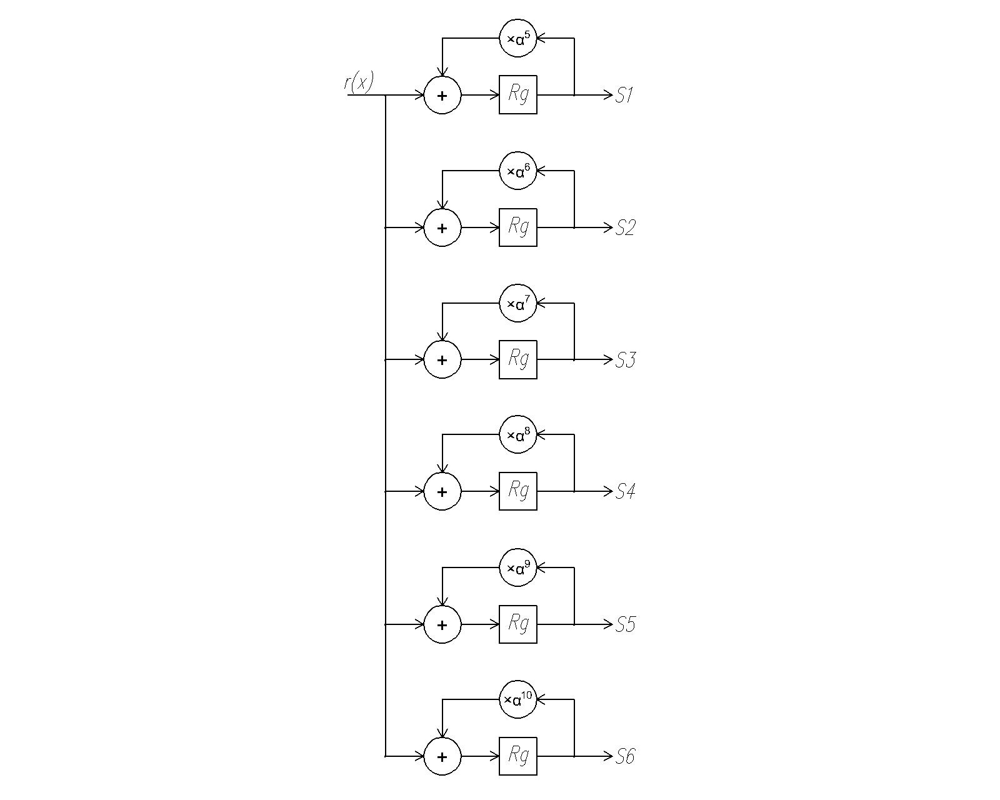 ×α⁵
r(x)
+ Rg S1
×α⁶
+ Rg S2
×α⁷
+ Rg S3
×α⁸
+ Rg S4
×α⁹
+ Rg S5
×α¹⁰
+ Rg S6